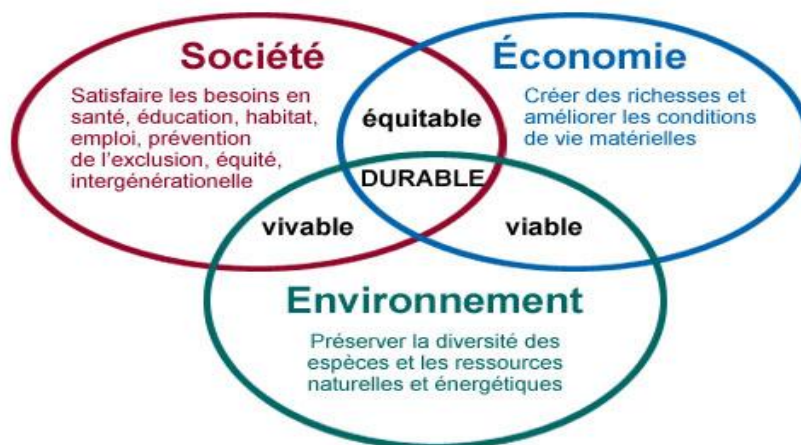 Société
Satisfaire les besoins en
santé, éducation, habitat,
emploi, prévention
de l'exclusion, équité,
intergénérationelle
Économie
Créer des richesses et
améliorer les conditions
de vie matérielles
équitable
DURABLE
vivable
viable
Environnement
Préserver la diversité des
espèces et les ressources
naturelles et énergétiques